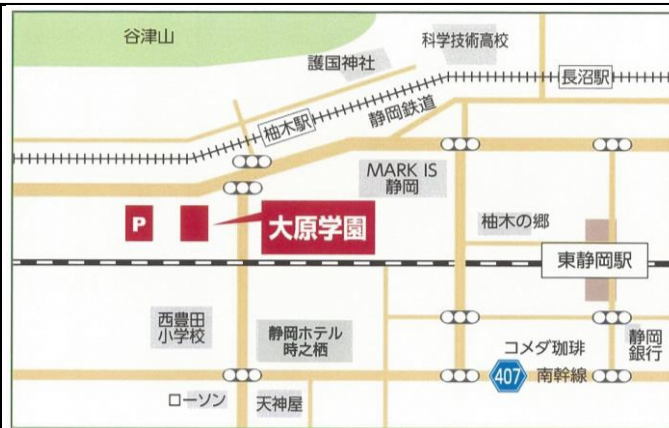 谷津山
科学技術高校
護国神社
長沼駅
静岡鉄道
柚木駅
MARK IS
静岡
P
大原学園
柚木の郷
東静岡駅
西豊田
小学校
静岡ホテル
時之栖
コメダ珈琲
静岡
銀行
407
南幹線
ローソン
天神屋